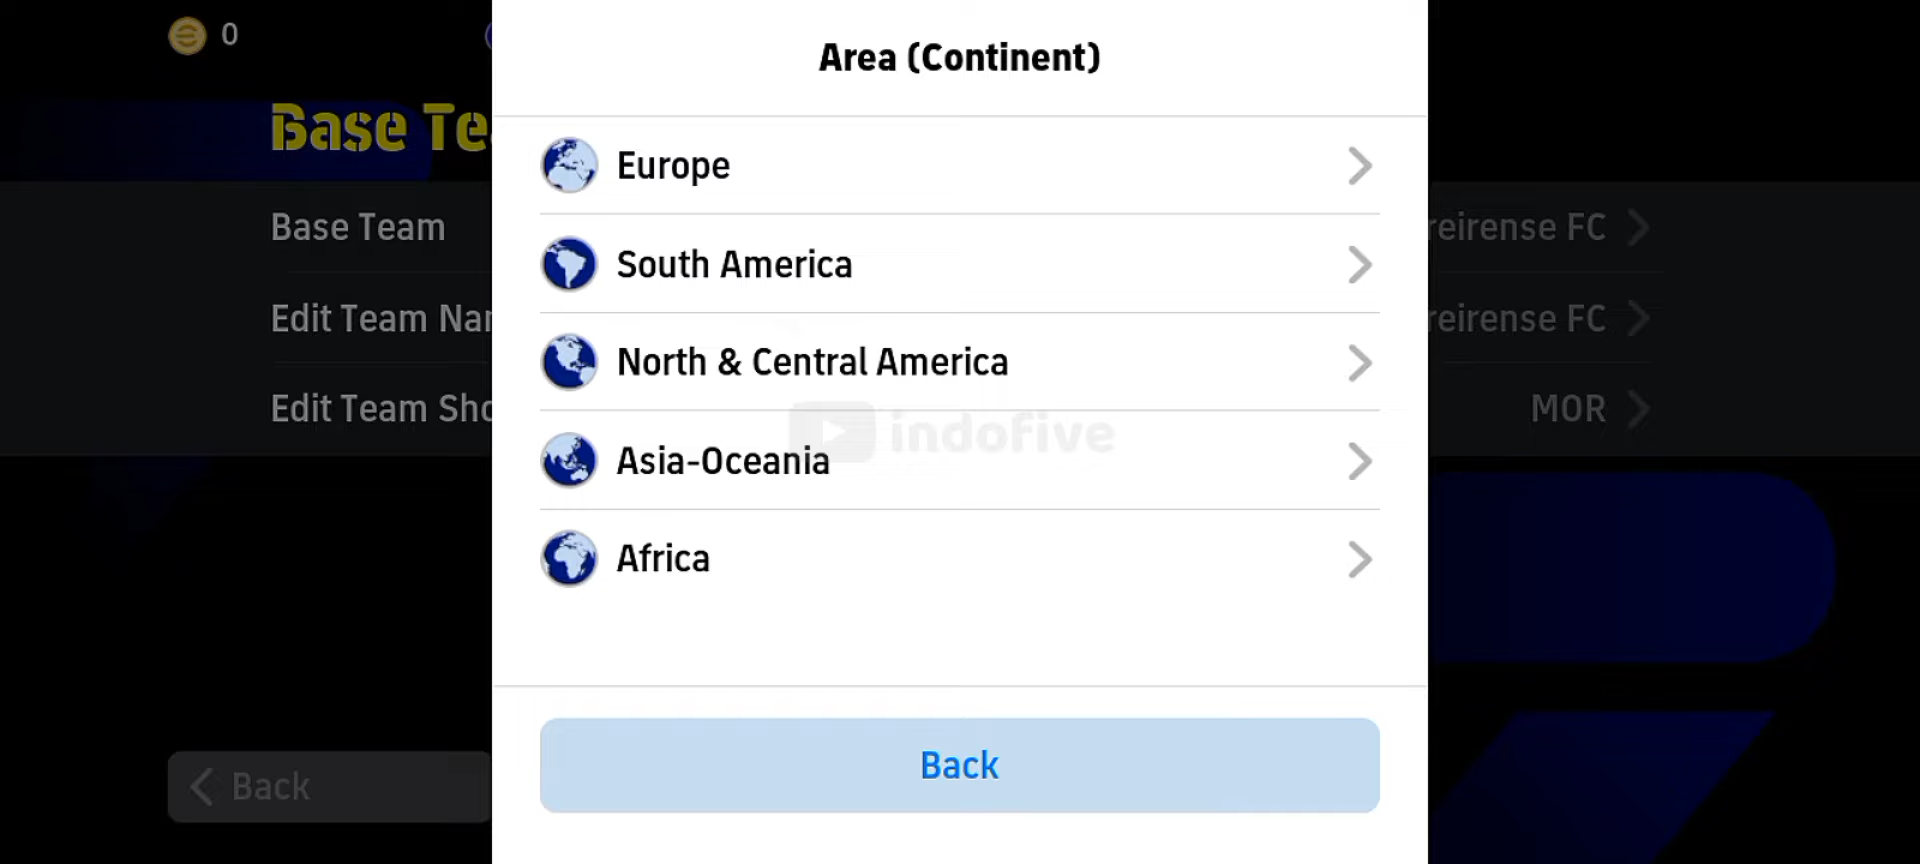 0
Area (Continent)
Base Te
Europe
Base Team
reirense FC
South America
Edit Team Nar
reirense FC
North & Central America
Edit Team Sho
MOR
indofive
Asia-Oceania
Africa
Back
Back